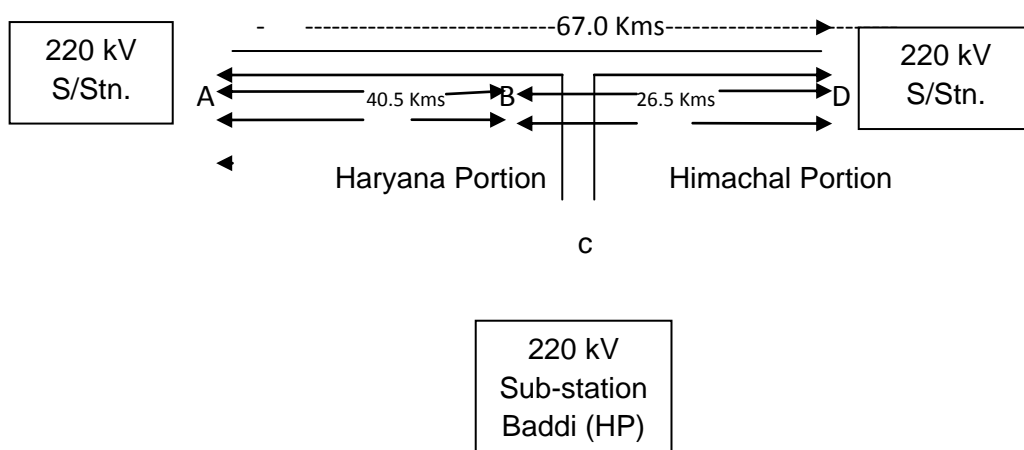 67.0 Kms
220 kV
S/Stn.
A
40.5 Kms
B
26.5 Kms
D
220 kV
S/Stn.
Haryana Portion
Himachal Portion
c
220 kV
Sub-station
Baddi (HP)